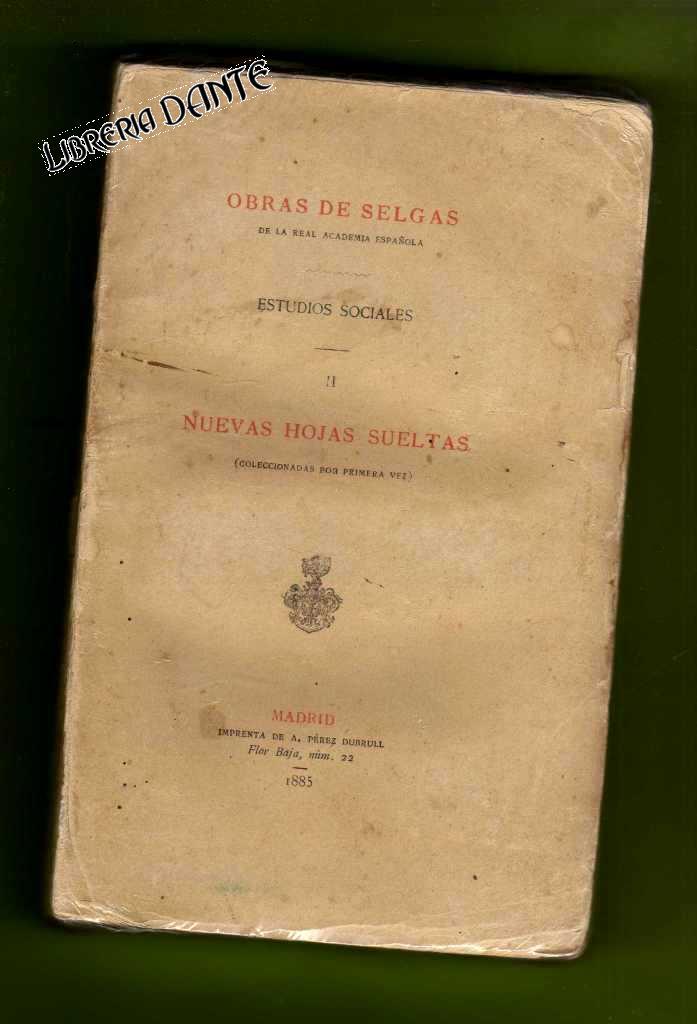 LIBRERIA DANTE
OBRAS DE SELGAS
DE LA REAL ACADEMIA ESPAÑOLA
ESTUDIOS SOCIALES
II
NUEVAS HOJAS SUELTAS
(COLECCIONADAS POR PRIMERA VEZ)
MADRID
IMPRENTA DE A. PÉREZ DUBRULL
Flor Baja, núm. 22
1885